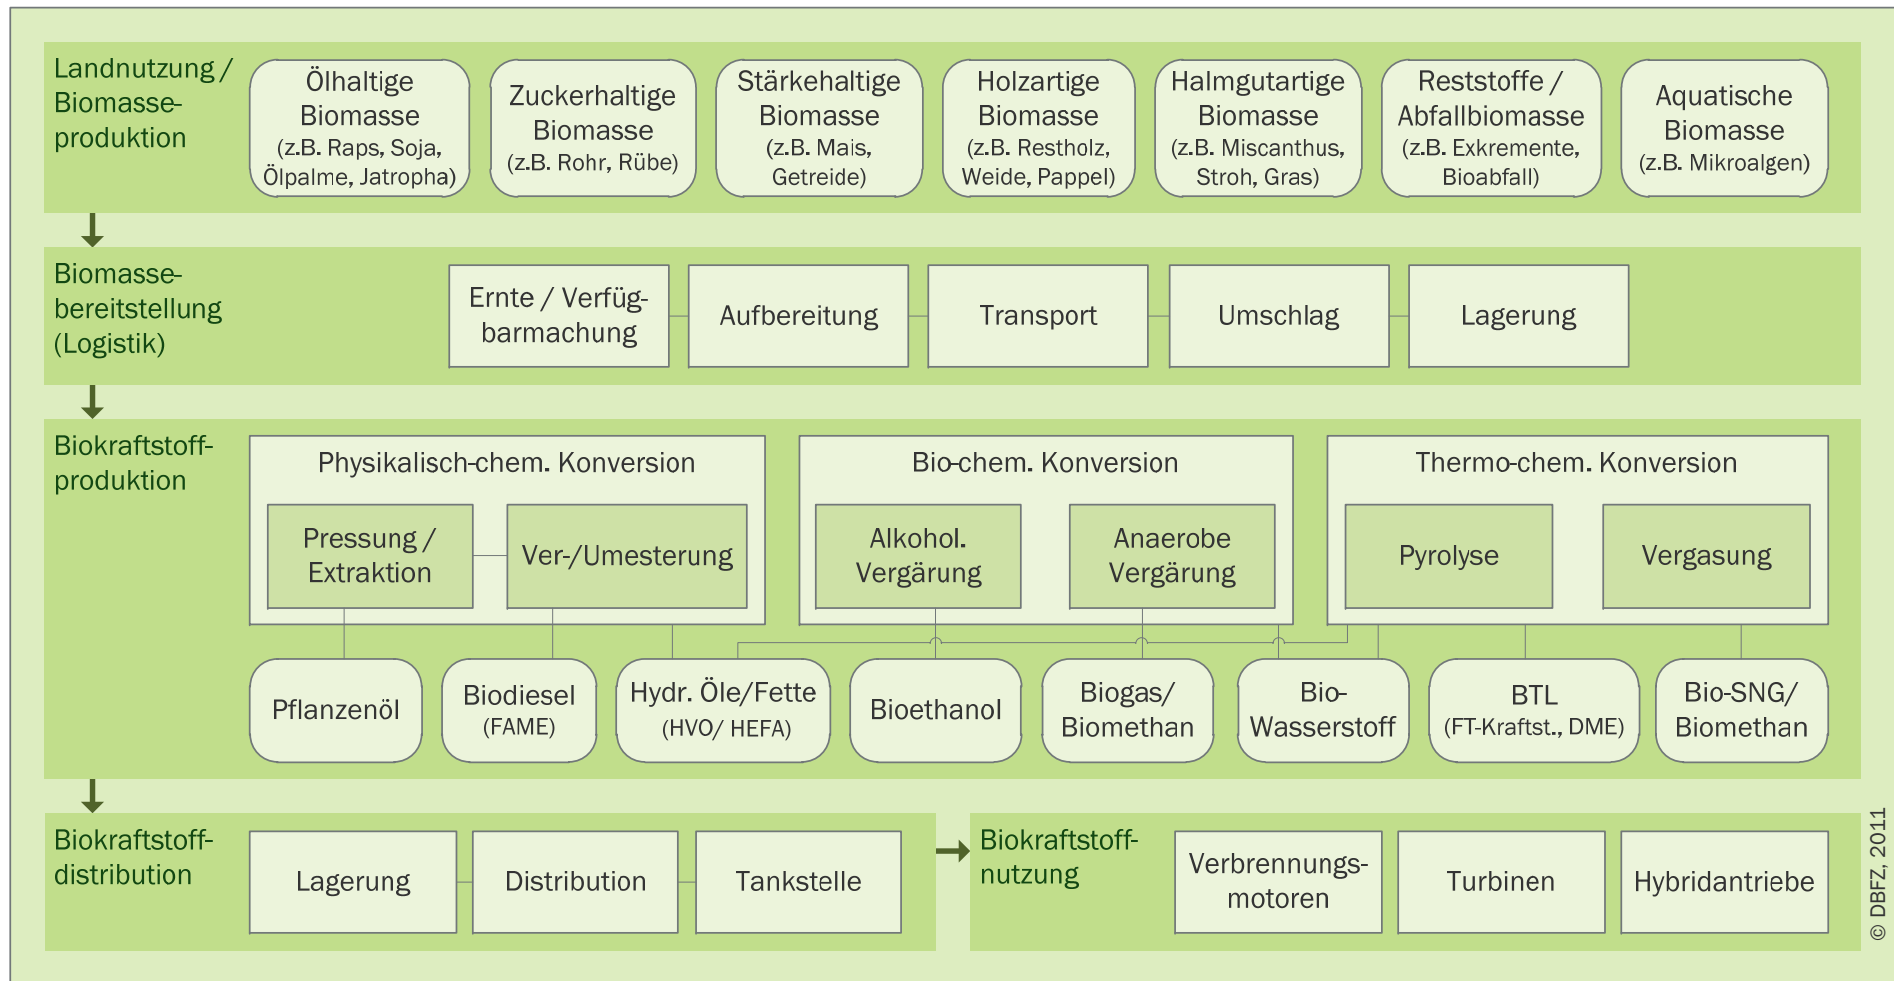 Landnutzung /
Biomasse-
produktion
Ölhaltige
Biomasse
(z.B. Raps, Soja,
Ölpalme, Jatropha)
Zuckerhaltige
Biomasse
(z.B. Rohr, Rübe)
Stärkehaltige
Biomasse
(z.B. Mais,
Getreide)
Holzartige
Biomasse
(z.B. Restholz,
Weide, Pappel)
Halmgutartige
Biomasse
(z.B. Miscanthus,
Stroh, Gras)
Reststoffe /
Abfallbiomasse
(z.B. Exkremente,
Bioabfall)
Aquatische
Biomasse
(z.B. Mikroalgen)
Biomasse-
bereitstellung
(Logistik)
Ernte / Verfüg-
barmachung
Aufbereitung
Transport
Umschlag
Lagerung
Biokraftstoff-
produktion
Physikalisch-chem. Konversion
Pressung /
Extraktion
Ver-/Umesterung
Bio-chem. Konversion
Alkohol.
Vergärung
Anaerobe
Vergärung
Thermo-chem. Konversion
Pyrolyse
Vergasung
Pflanzenöl
Biodiesel
(FAME)
Hydr. Öle/Fette
(HVO/ HEFA)
Bioethanol
Biogas/
Biomethan
Bio-
Wasserstoff
BTL
(FT-Kraftst., DME)
Bio-SNG/
Biomethan
Biokraftstoff-
distribution
Lagerung
Distribution
Tankstelle
Biokraftstoff-
nutzung
Verbrennungs-
motoren
Turbinen
Hybridantriebe
© DBFZ, 2011